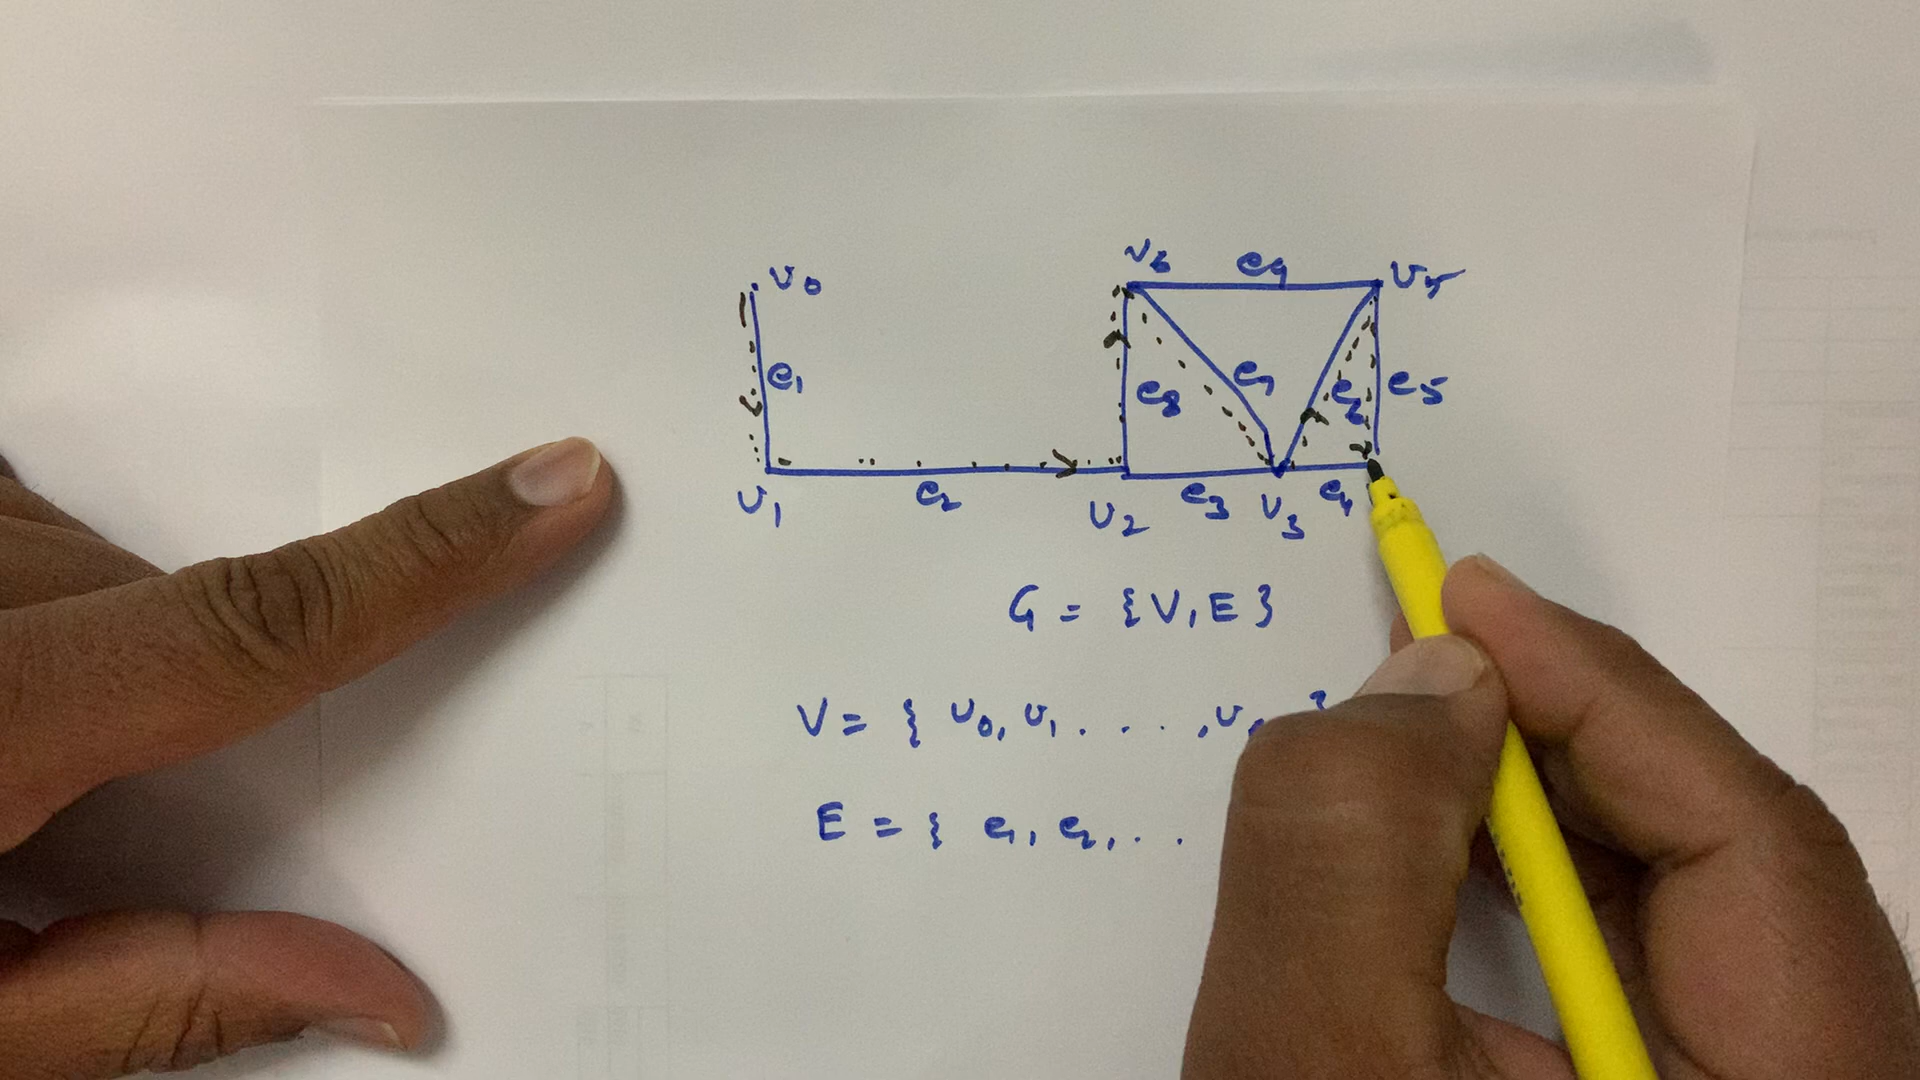 v6 e9 v5
v0
e1 e8 e7 e6 e5
v1 e2 v2 e3 v3 e4
G = {V, E}
V = { v0, v1 . . . . , v
E = { e1, e2, . .